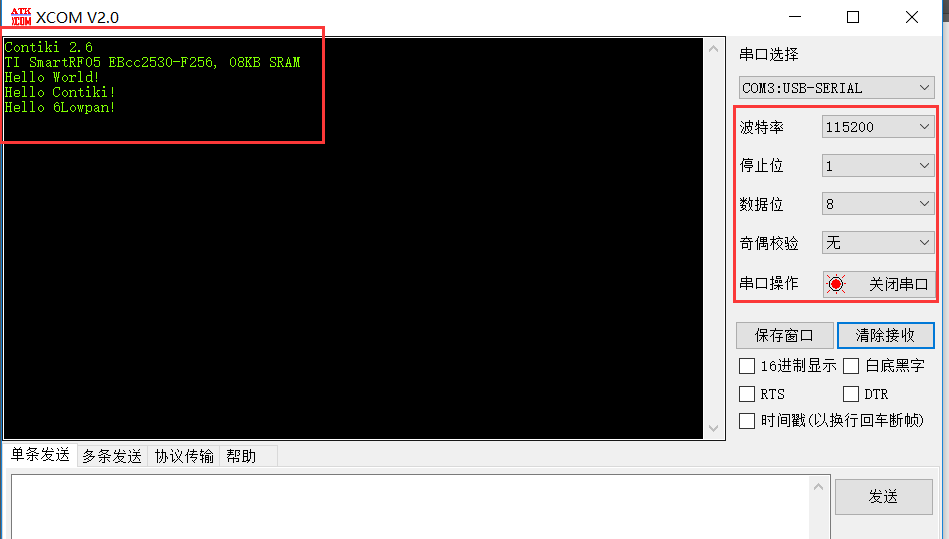 ATK XCOM XCOM V2.0
Contiki 2.6
TI SmartRF05 EBcc2530-F256, 08KB SRAM
Hello World!
Hello Contiki!
Hello 6Lowpan!
串口选择
COM3:USB-SERIAL
波特率 115200
停止位 1
数据位 8
奇偶校验 无
串口操作 关闭串口
保存窗口 清除接收
16进制显示 白底黑字
RTS DTR
时间戳(以换行回车断帧)
单条发送 多条发送 协议传输 帮助
发送